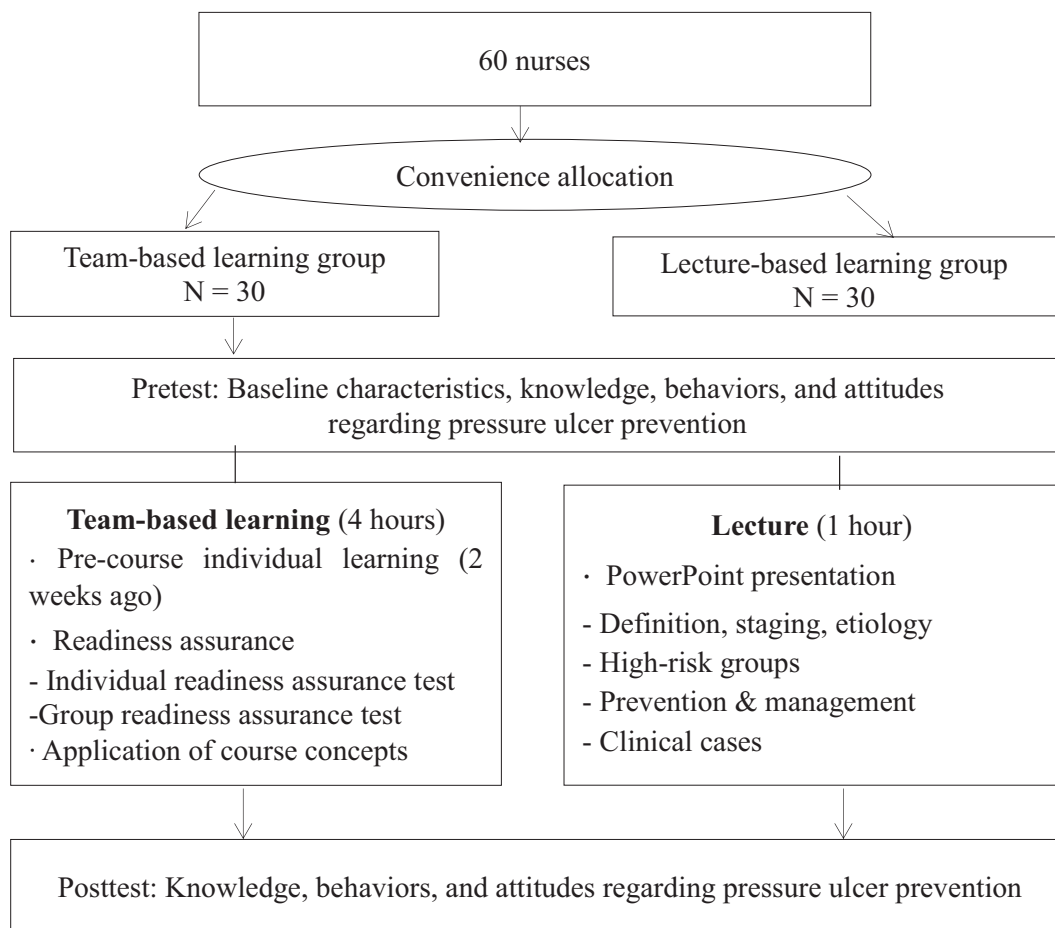 60 nurses
Convenience allocation
Team-based learning group
N = 30
Lecture-based learning group
N = 30
Pretest: Baseline characteristics, knowledge, behaviors, and attitudes
regarding pressure ulcer prevention
Team-based learning (4 hours)
· Pre-course individual learning (2
weeks ago)
· Readiness assurance
- Individual readiness assurance test
-Group readiness assurance test
· Application of course concepts
Lecture (1 hour)
· PowerPoint presentation
- Definition, staging, etiology
- High-risk groups
- Prevention & management
- Clinical cases
Posttest: Knowledge, behaviors, and attitudes regarding pressure ulcer prevention